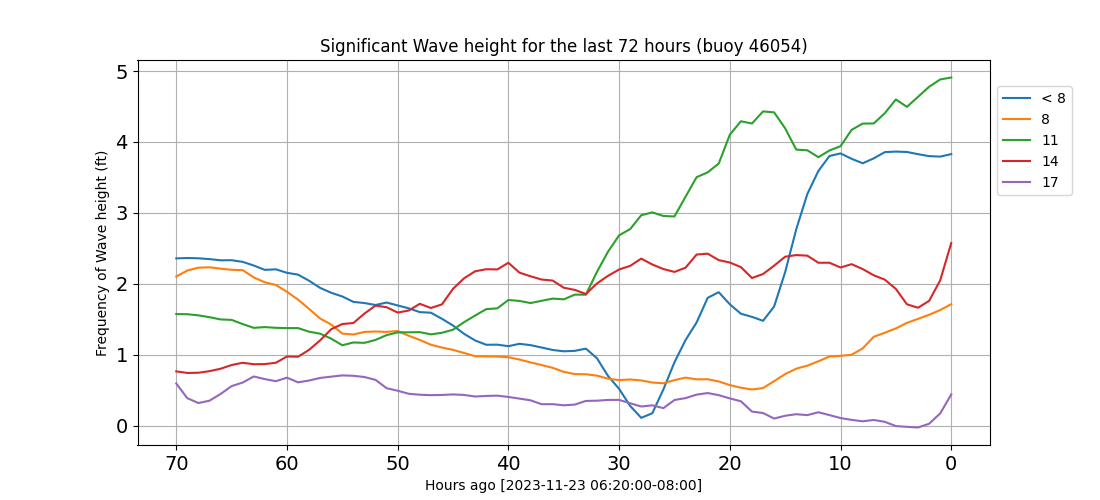 Significant Wave height for the last 72 hours (buoy 46054)
Frequency of Wave height (ft)
5
4
3
2
1
0
70 60 50 40 30 20 10 0
Hours ago [2023-11-23 06:20:00-08:00]
< 8
8
11
14
17